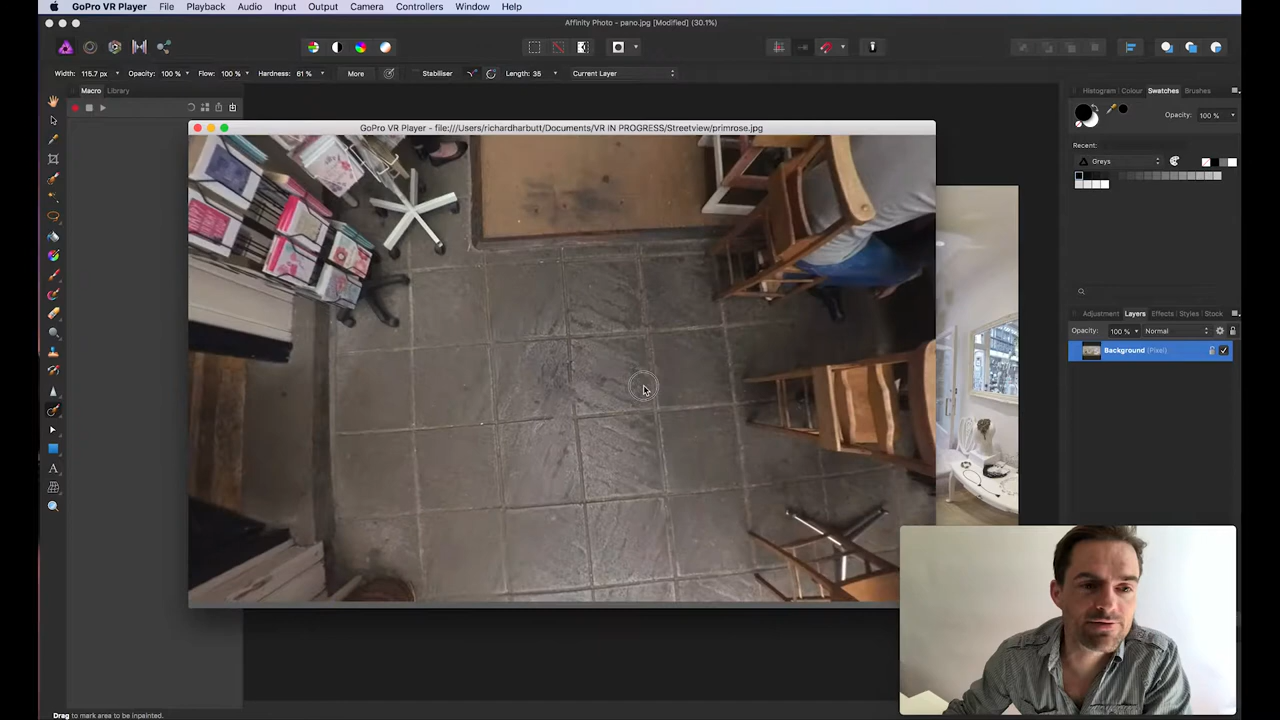 GoPro VR Player File Playback Audio Input Output Camera Controllers Window Help
Affinity Photo - pano.jpg [Modified] (30.1%)
Width: 115.7 px Opacity: 100 % Flow: 100 % Hardness: 61 % More Stabiliser Length: 35 Current Layer
Macro Library
Histogram Colour Swatches Brushes
Opacity: 100 %
GoPro VR Player - file:///Users/richardharbutt/Documents/VR IN PROGRESS/Streetview/primrose.jpg
Recent:
Greys
Adjustment Layers Effects Styles Stock
Opacity: 100 % Normal
Background (Pixel)
Drag to mark area to be inpainted.